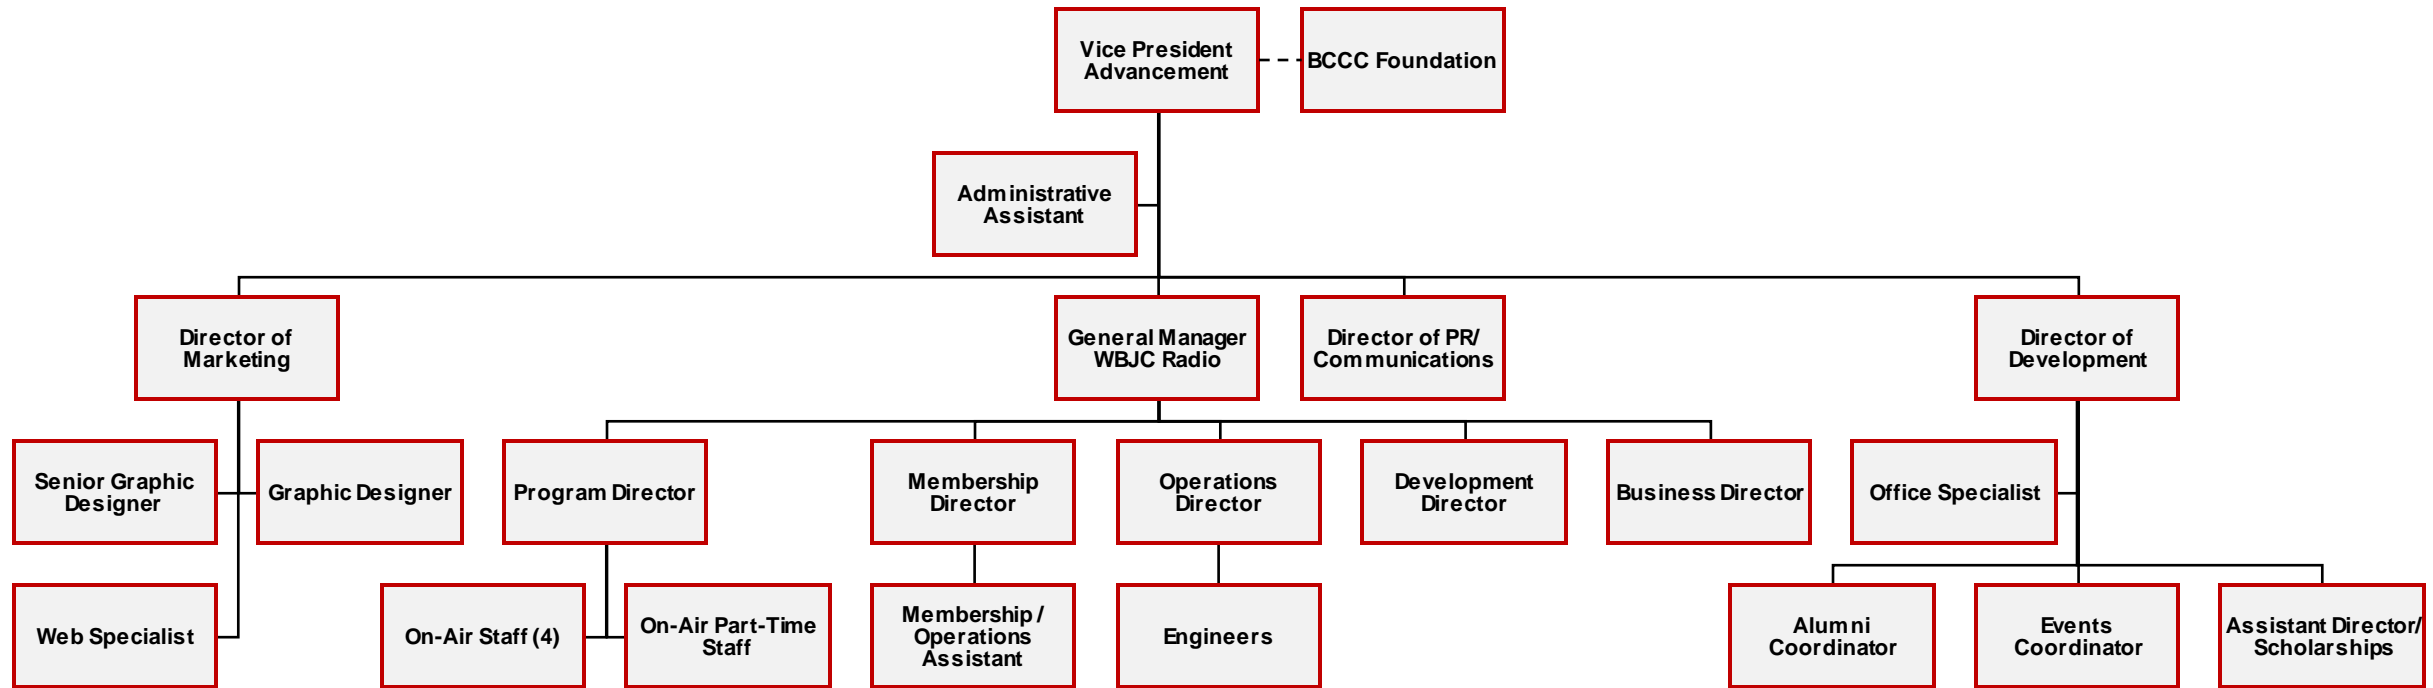 Vice President
Advancement
BCCC Foundation
Administrative
Assistant
Director of
Marketing
General Manager
WBJC Radio
Director of PR/
Communications
Director of
Development
Senior Graphic
Designer
Graphic Designer
Program Director
Membership
Director
Operations
Director
Development
Director
Business Director
Office Specialist
Web Specialist
On-Air Staff (4)
On-Air Part-Time
Staff
Membership /
Operations
Assistant
Engineers
Alumni
Coordinator
Events
Coordinator
Assistant Director/
Scholarships